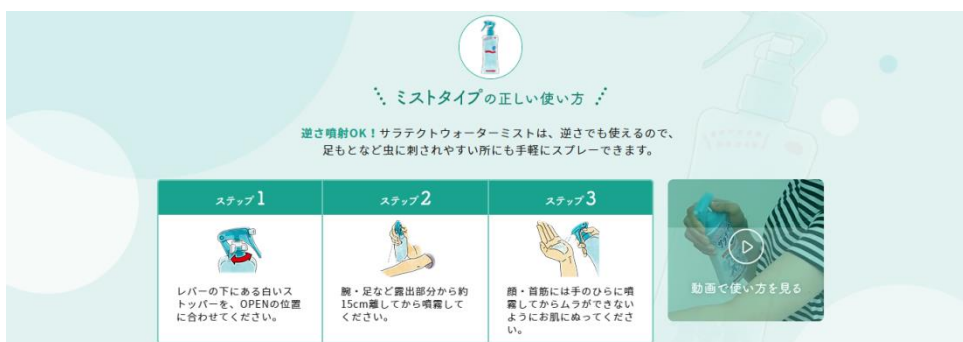 ミストタイプの正しい使い方
逆さ噴射OK！サラテクトウォーターミストは、逆さでも使えるので、
足もとなど虫に刺されやすい所にも手軽にスプレーできます。
ステップ1
レバーの下にある白いス
トッパーを、OPENの位置
に合わせてください。
ステップ2
腕・足など露出部分から約
15cm離してから噴霧して
ください。
ステップ3
顔・首筋には手のひらに噴
霧してからムラができない
ようにお肌にぬってくださ
い。
動画で使い方を見る